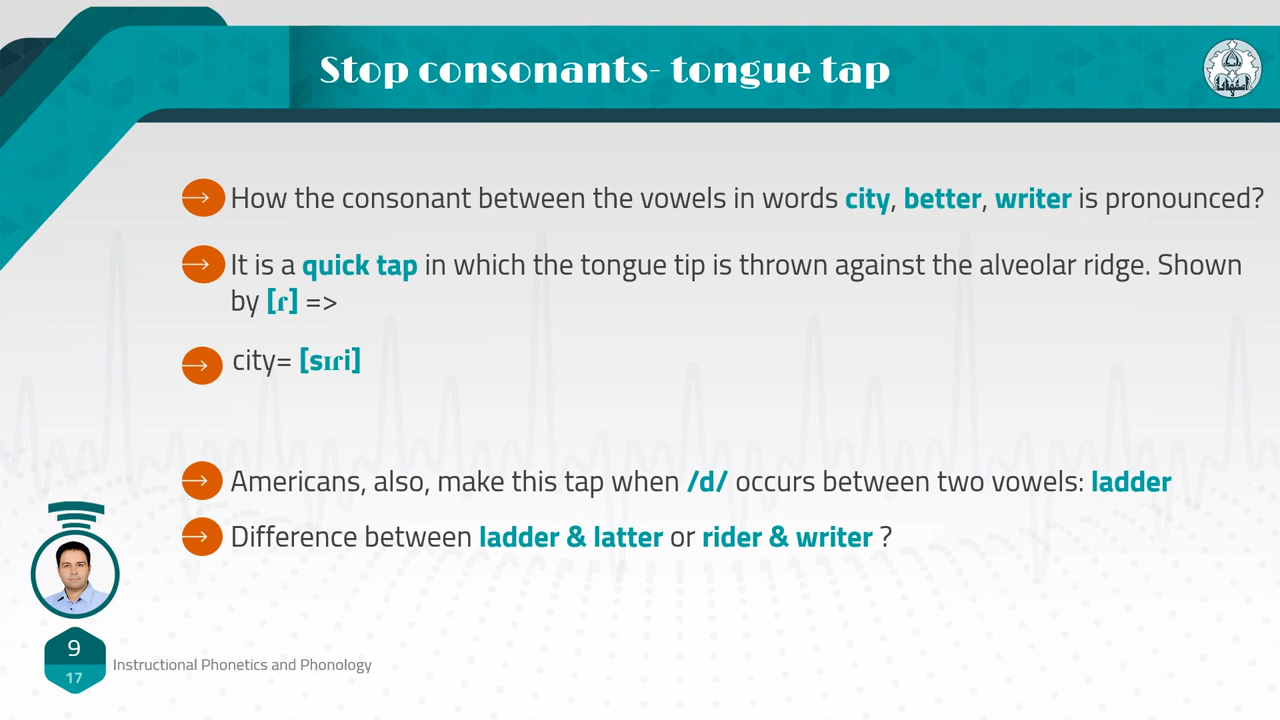 Stop consonants- tongue tap
How the consonant between the vowels in words city, better, writer is pronounced?
It is a quick tap in which the tongue tip is thrown against the alveolar ridge. Shown
by [ɾ] =>
city= [sɪɾi]
Americans, also, make this tap when /d/ occurs between two vowels: ladder
Difference between ladder & latter or rider & writer ?
9
17
Instructional Phonetics and Phonology